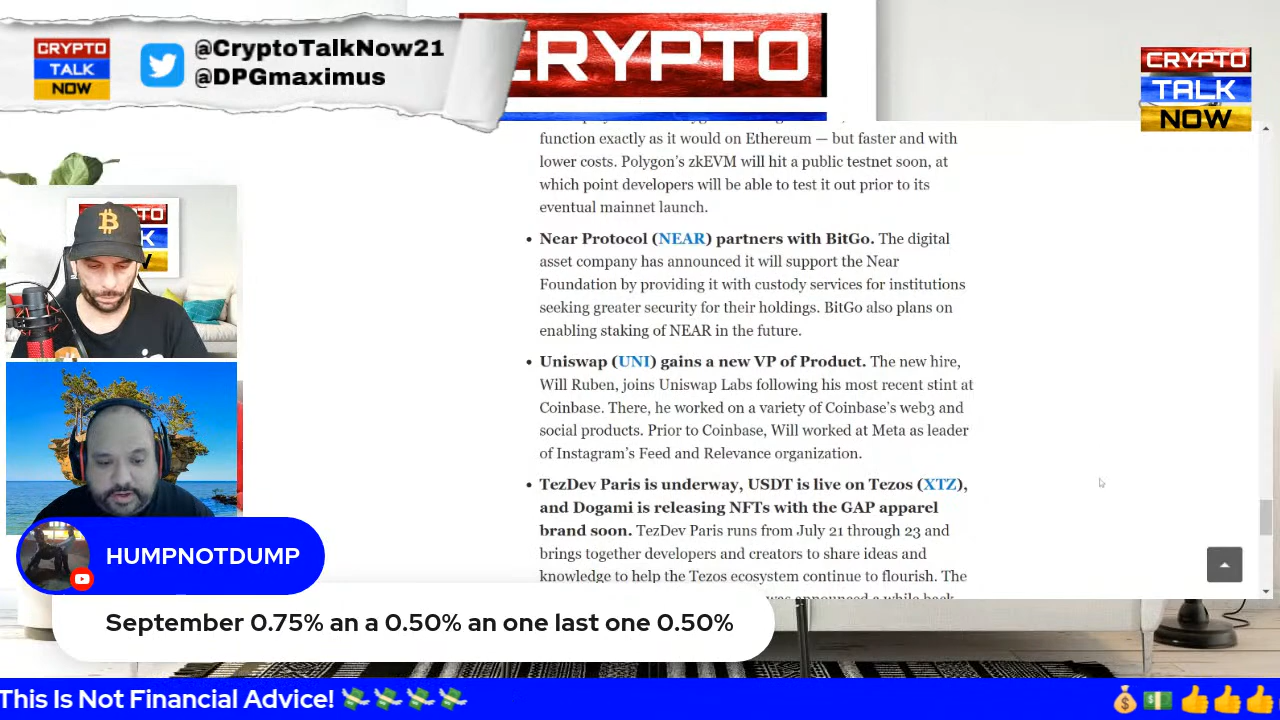 CRYPTO
TALK
NOW
@CryptoTalkNow21
@DPGmaximus
CRYPTO
CRYPTO
TALK
NOW
function exactly as it would on Ethereum — but faster and with
lower costs. Polygon's zkEVM will hit a public testnet soon, at
which point developers will be able to test it out prior to its
eventual mainnet launch.
• Near Protocol (NEAR) partners with BitGo. The digital
asset company has announced it will support the Near
Foundation by providing it with custody services for institutions
seeking greater security for their holdings. BitGo also plans on
enabling staking of NEAR in the future.
• Uniswap (UNI) gains a new VP of Product. The new hire,
Will Ruben, joins Uniswap Labs following his most recent stint at
Coinbase. There, he worked on a variety of Coinbase's web3 and
social products. Prior to Coinbase, Will worked at Meta as leader
of Instagram's Feed and Relevance organization.
• TezDev Paris is underway, USDT is live on Tezos (XTZ),
and Dogami is releasing NFTs with the GAP apparel
brand soon. TezDev Paris runs from July 21 through 23 and
brings together developers and creators to share ideas and
knowledge to help the Tezos ecosystem continue to flourish. The
was announced a while back
HUMPNOTDUMP
September 0.75% an a 0.50% an one last one 0.50%
This Is Not Financial Advice! 💸💸💸💸
💰💵👍👍👍